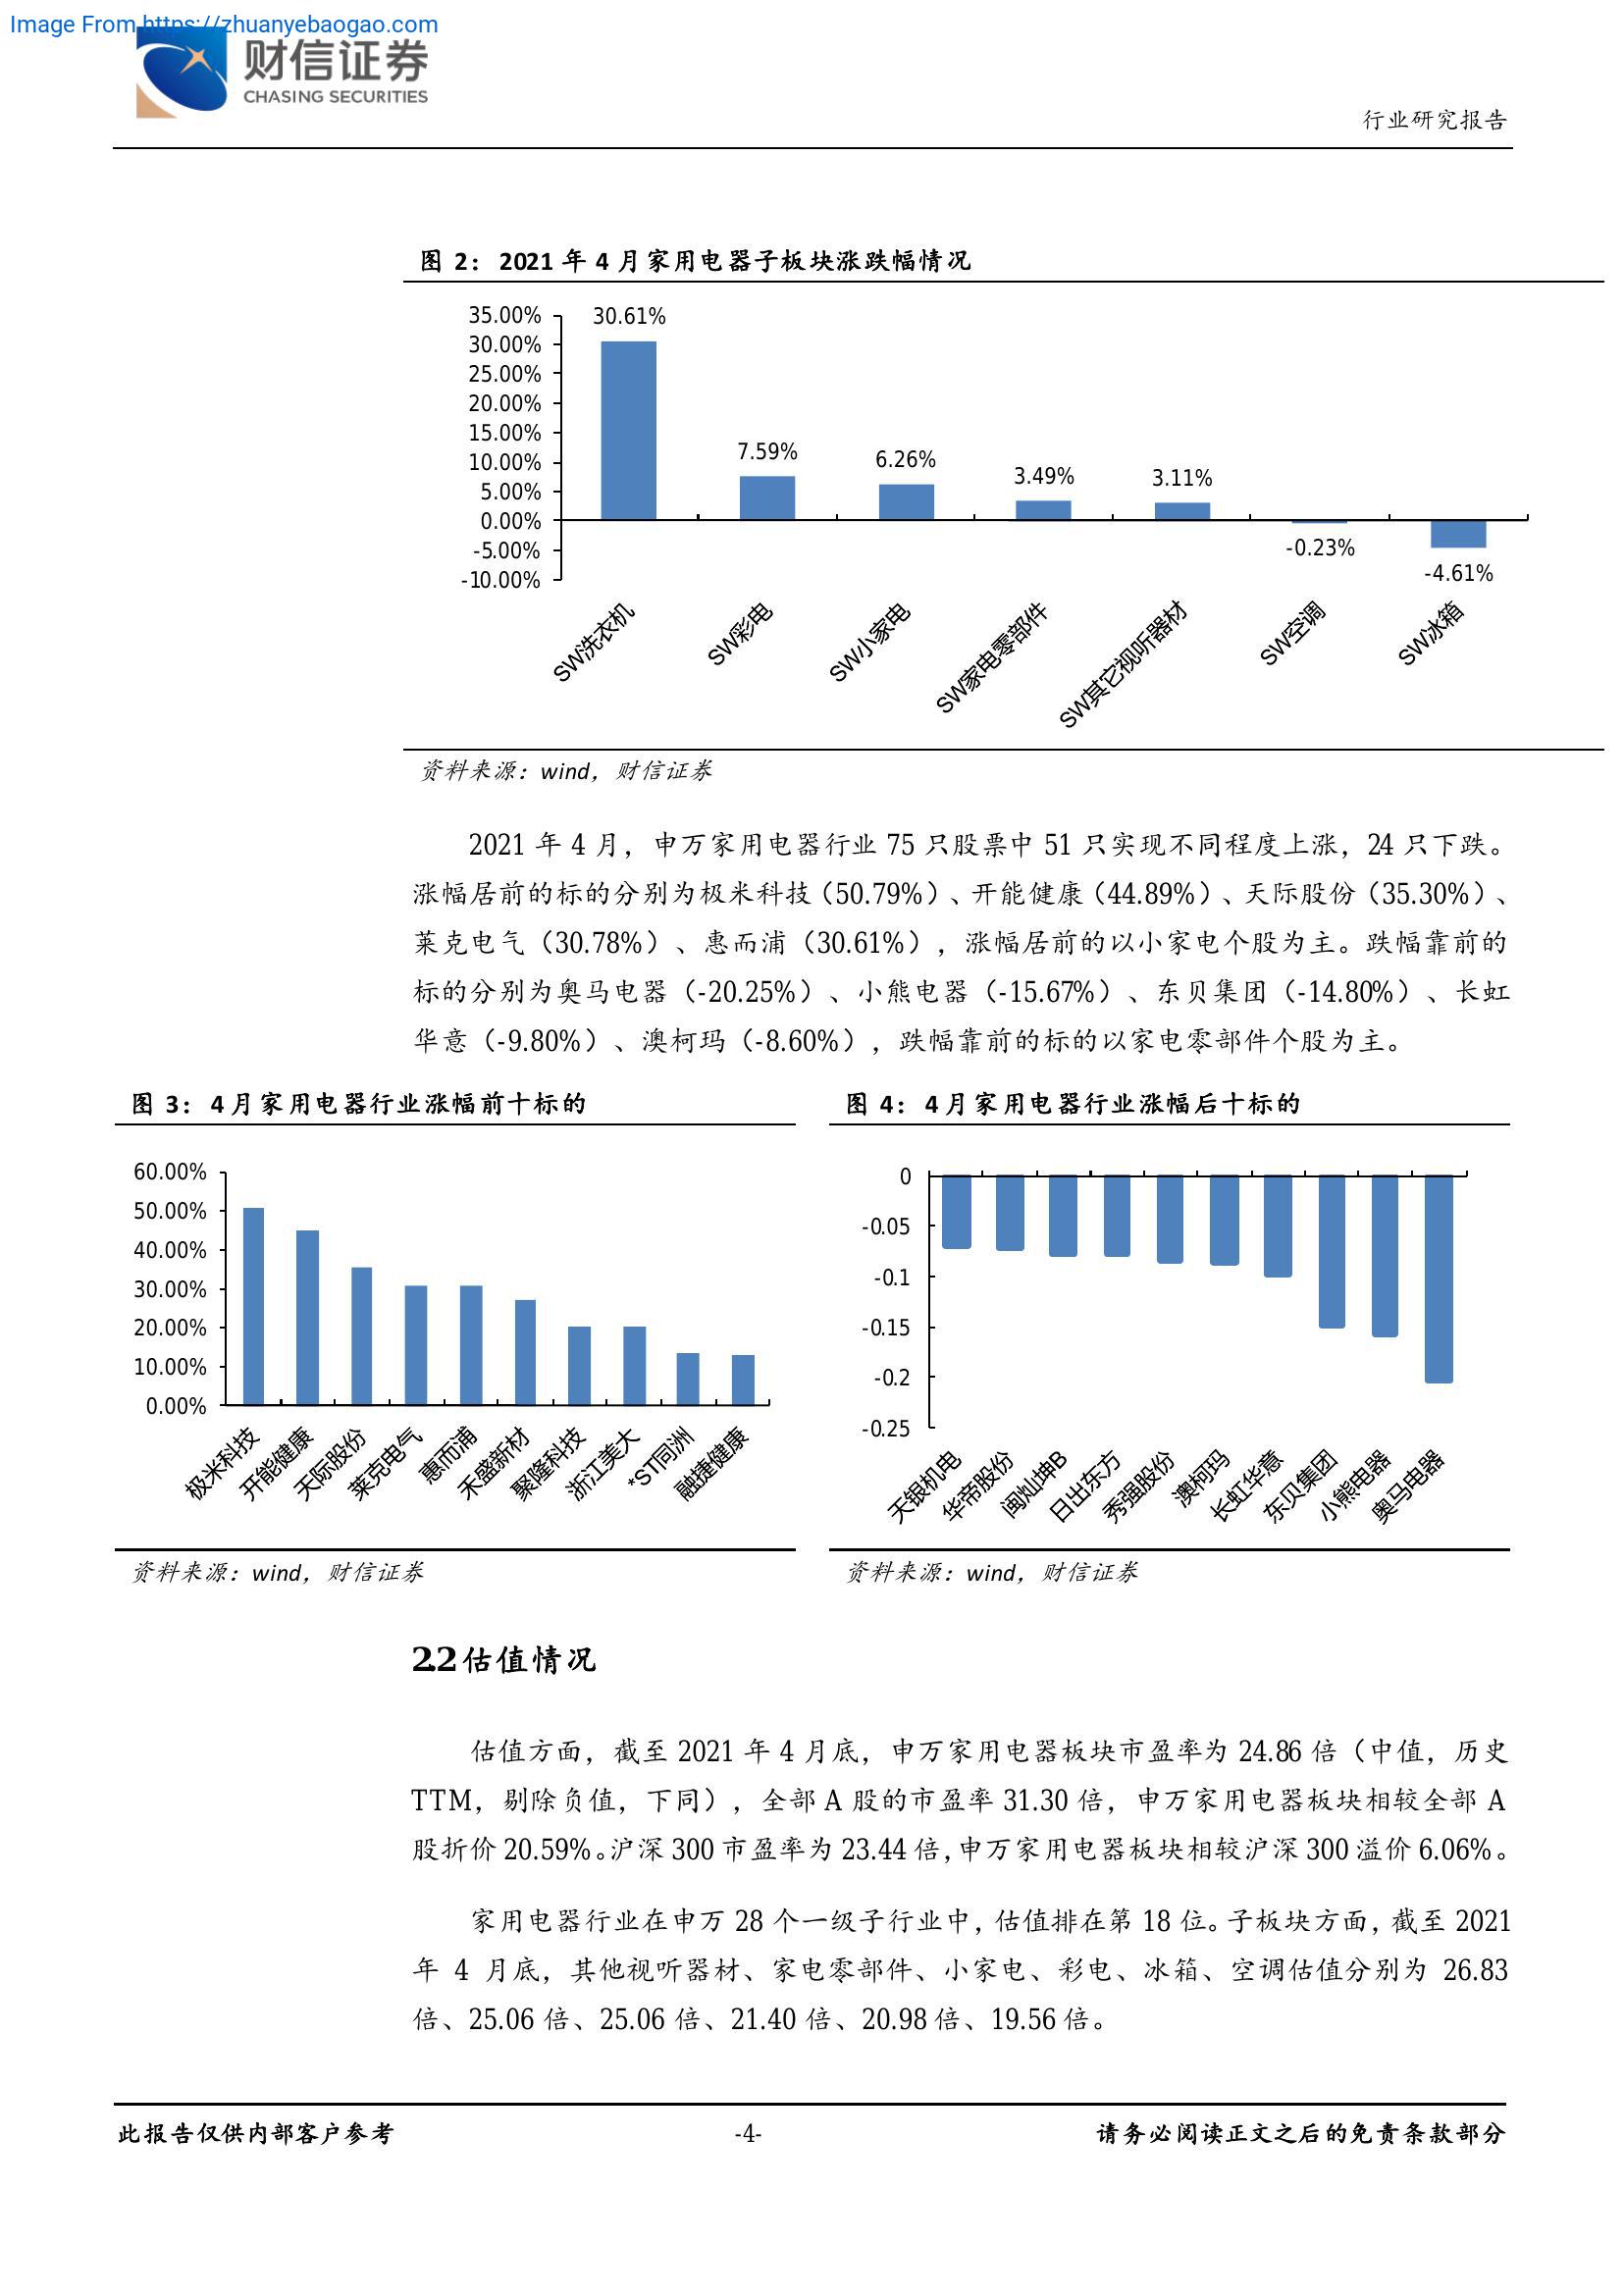 Image From https://zhuanyebaogao.com
财信证券
CHASING SECURITIES
行业研究报告
图 2：2021 年 4 月家用电器子板块涨跌幅情况
35.00%
30.00%
25.00%
20.00%
15.00%
10.00%
5.00%
0.00%
-5.00%
-10.00%
30.61%
7.59%
6.26%
3.49%
3.11%
-0.23%
-4.61%
SW洗衣机
SW彩电
SW小家电
SW家电零部件
SW其它视听器材
SW空调
SW冰箱
资料来源：wind，财信证券
2021 年 4 月，申万家用电器行业 75 只股票中 51 只实现不同程度上涨，24 只下跌。
涨幅居前的标的分别为极米科技（50.79%）、开能健康（44.89%）、天际股份（35.30%）、
莱克电气（30.78%）、惠而浦（30.61%），涨幅居前的以小家电个股为主。跌幅靠前的
标的分别为奥马电器（-20.25%）、小熊电器（-15.67%）、东贝集团（-14.80%）、长虹
华意（-9.80%）、澳柯玛（-8.60%），跌幅靠前的标的以家电零部件个股为主。
图 3：4 月家用电器行业涨幅前十标的
60.00%
50.00%
40.00%
30.00%
20.00%
10.00%
0.00%
极米科技
开能健康
天际股份
莱克电气
惠而浦
禾盛新材
聚隆科技
浙江美大
*ST同洲
融捷健康
资料来源：wind，财信证券
图 4：4 月家用电器行业涨幅后十标的
0
-0.05
-0.1
-0.15
-0.2
-0.25
天银机电
华帝股份
闽灿坤B
日出东方
秀强股份
澳柯玛
长虹华意
东贝集团
小熊电器
奥马电器
资料来源：wind，财信证券
2.2 估值情况
估值方面，截至 2021 年 4 月底，申万家用电器板块市盈率为 24.86 倍（中值，历史
TTM，剔除负值，下同），全部 A 股的市盈率 31.30 倍，申万家用电器板块相较全部 A
股折价 20.59%。沪深 300 市盈率为 23.44 倍，申万家用电器板块相较沪深 300 溢价 6.06%。
家用电器行业在申万 28 个一级子行业中，估值排在第 18 位。子板块方面，截至 2021
年 4 月底，其他视听器材、家电零部件、小家电、彩电、冰箱、空调估值分别为 26.83
倍、25.06 倍、25.06 倍、21.40 倍、20.98 倍、19.56 倍。
此报告仅供内部客户参考
-4-
请务必阅读正文之后的免责条款部分